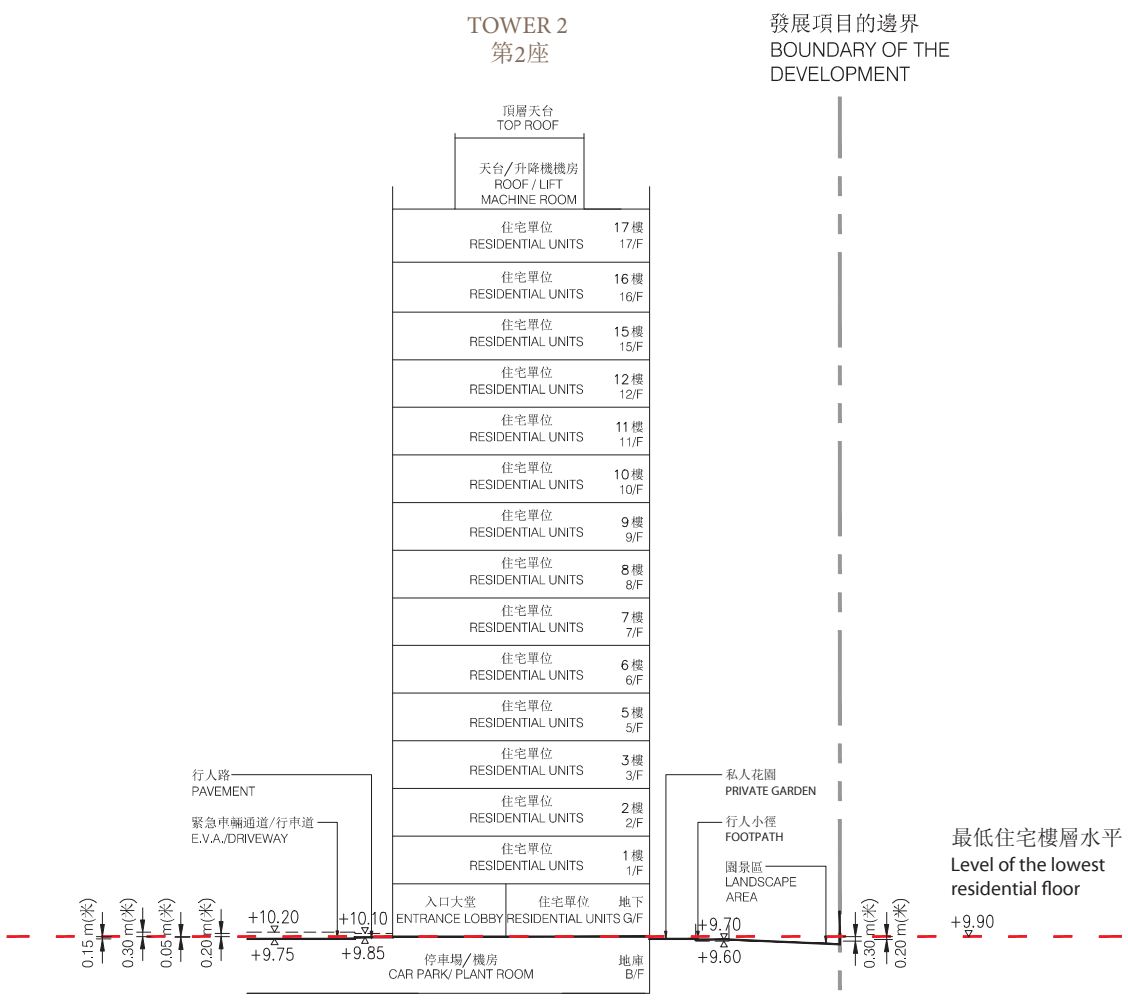 TOWER 2
第2座
發展項目的邊界
BOUNDARY OF THE
DEVELOPMENT
頂層天台
TOP ROOF
天台/升降機機房
ROOF / LIFT
MACHINE ROOM
住宅單位 17樓
RESIDENTIAL UNITS 17/F
住宅單位 16樓
RESIDENTIAL UNITS 16/F
住宅單位 15樓
RESIDENTIAL UNITS 15/F
住宅單位 12樓
RESIDENTIAL UNITS 12/F
住宅單位 11樓
RESIDENTIAL UNITS 11/F
住宅單位 10樓
RESIDENTIAL UNITS 10/F
住宅單位 9樓
RESIDENTIAL UNITS 9/F
住宅單位 8樓
RESIDENTIAL UNITS 8/F
住宅單位 7樓
RESIDENTIAL UNITS 7/F
住宅單位 6樓
RESIDENTIAL UNITS 6/F
住宅單位 5樓
RESIDENTIAL UNITS 5/F
住宅單位 3樓
RESIDENTIAL UNITS 3/F
住宅單位 2樓
RESIDENTIAL UNITS 2/F
住宅單位 1樓
RESIDENTIAL UNITS 1/F
入口大堂 住宅單位 地下
ENTRANCE LOBBY RESIDENTIAL UNITS G/F
停車場/機房 地庫
CAR PARK/ PLANT ROOM B/F
行人路
PAVEMENT
緊急車輛通道/行車道
E.V.A./DRIVEWAY
私人花園
PRIVATE GARDEN
行人小徑
FOOTPATH
園景區
LANDSCAPE
AREA
最低住宅樓層水平
Level of the lowest
residential floor
+9.90
0.15 m(米)
0.30 m(米)
0.05 m(米)
0.20 m(米)
+10.20
+9.75
+10.10
+9.85
+9.70
+9.60
0.30 m(米)
0.20 m(米)